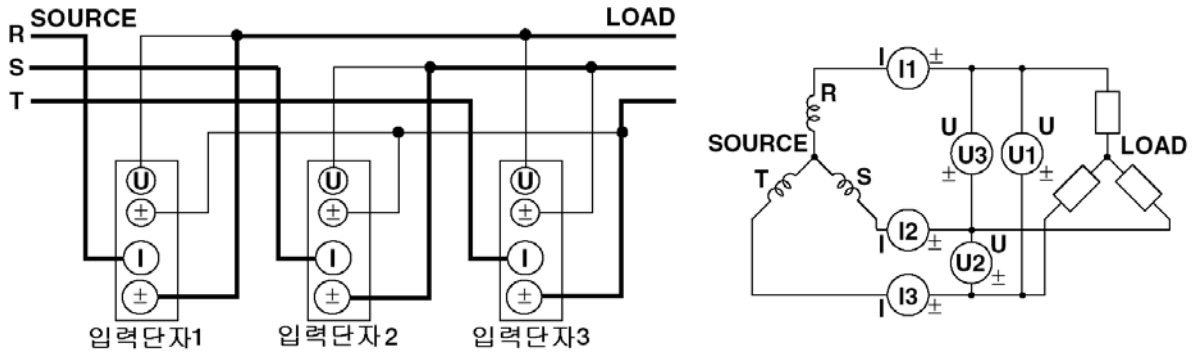 SOURCE LOAD
R
S
T
U U U
± ± ±
I I I
± ± ±
입력단자1 입력단자2 입력단자3
I I1 ±
R
SOURCE
U U
U3 U1
± ±
LOAD
T S
I I2 ±
U
U2
±
I I3 ±